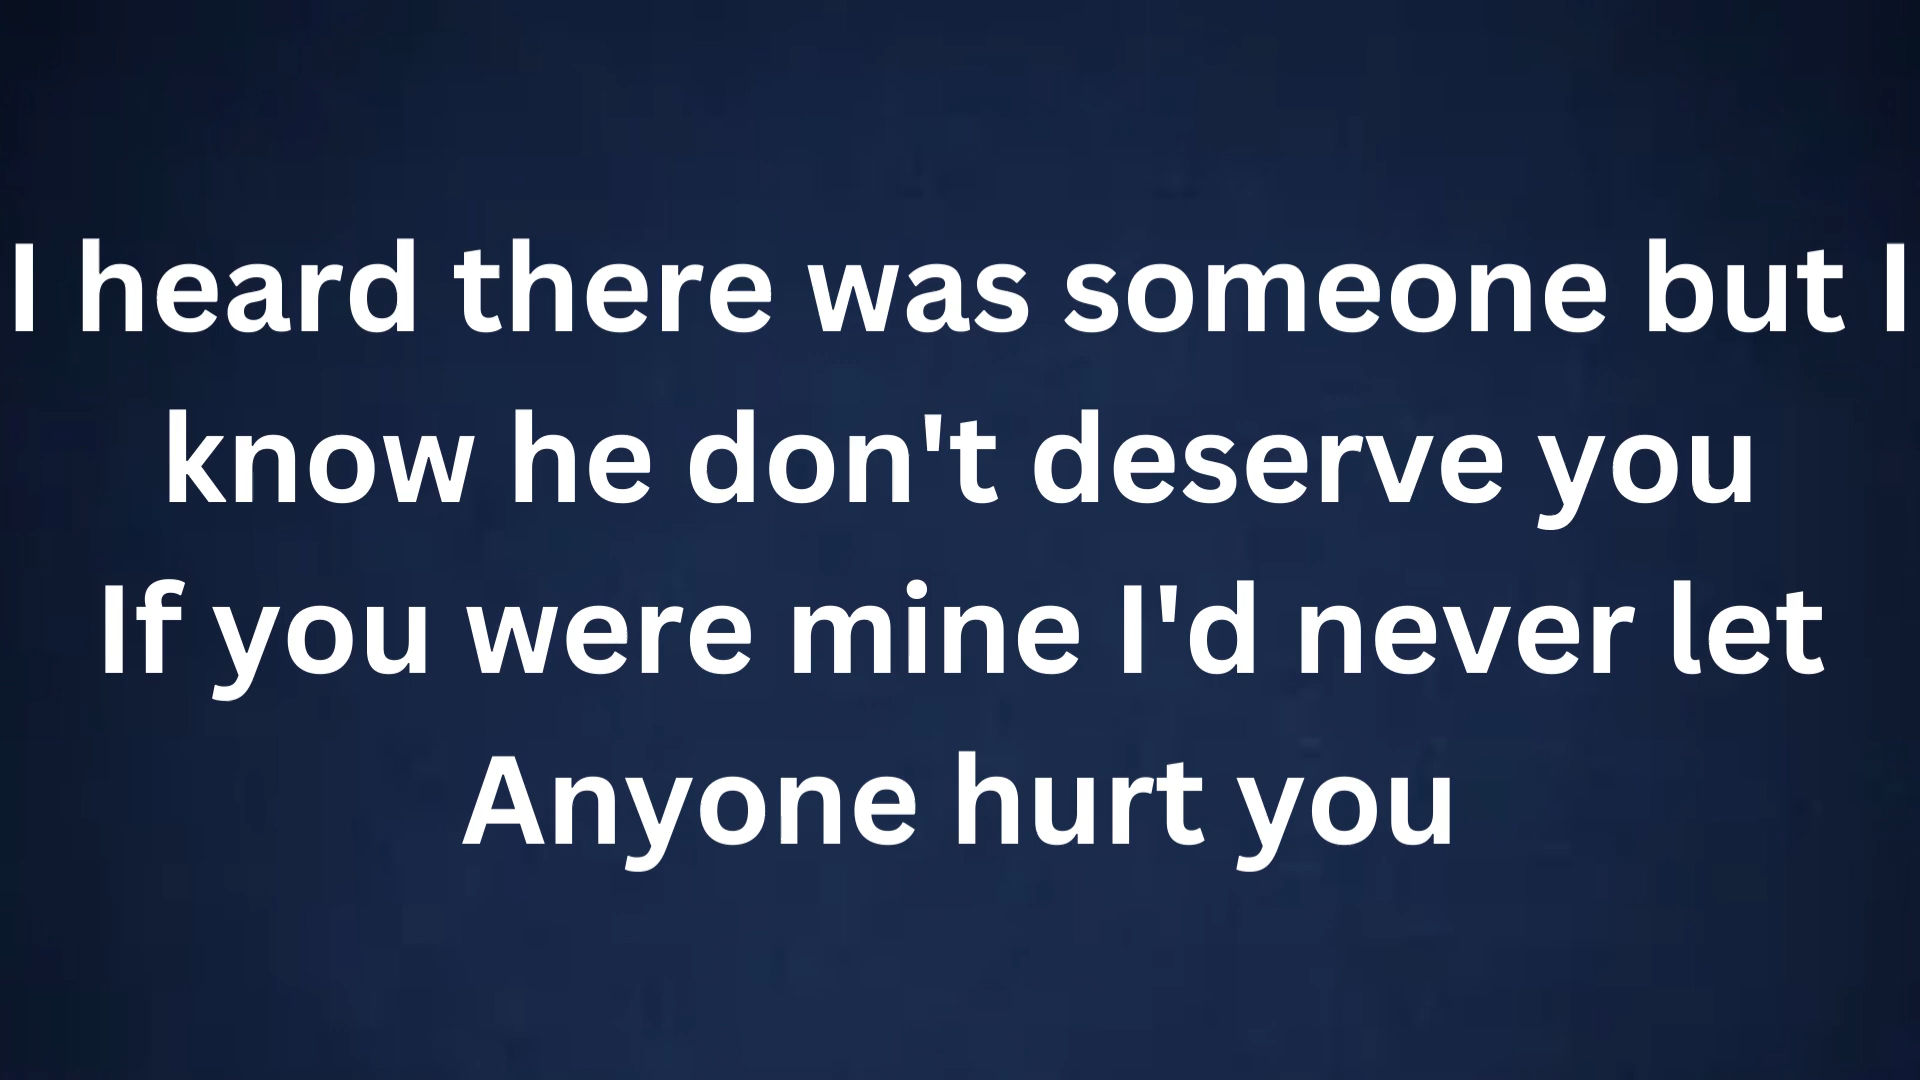 I heard there was someone but I
know he don't deserve you
If you were mine I'd never let
Anyone hurt you